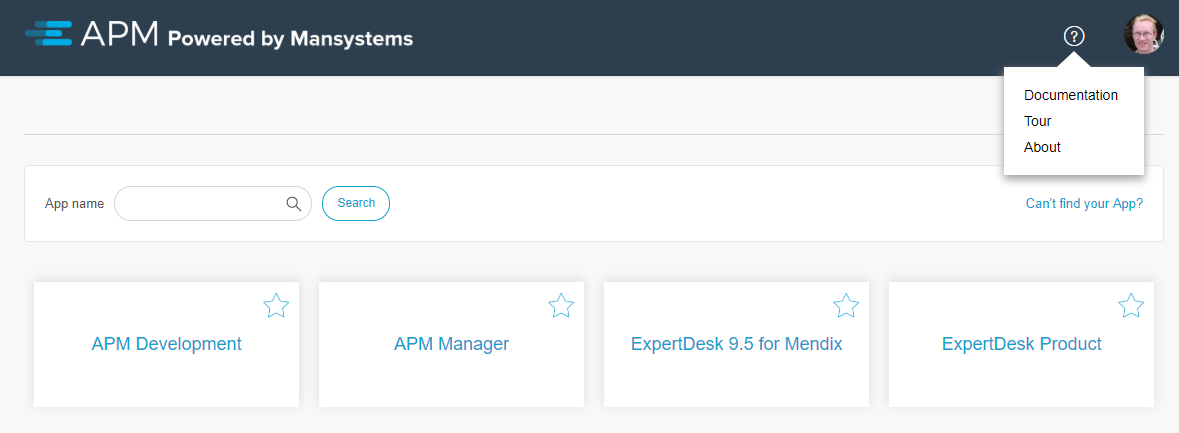 APM Powered by Mansystems
?
Documentation
Tour
About
App name
Search
Can't find your App?
APM Development
APM Manager
ExpertDesk 9.5 for Mendix
ExpertDesk Product